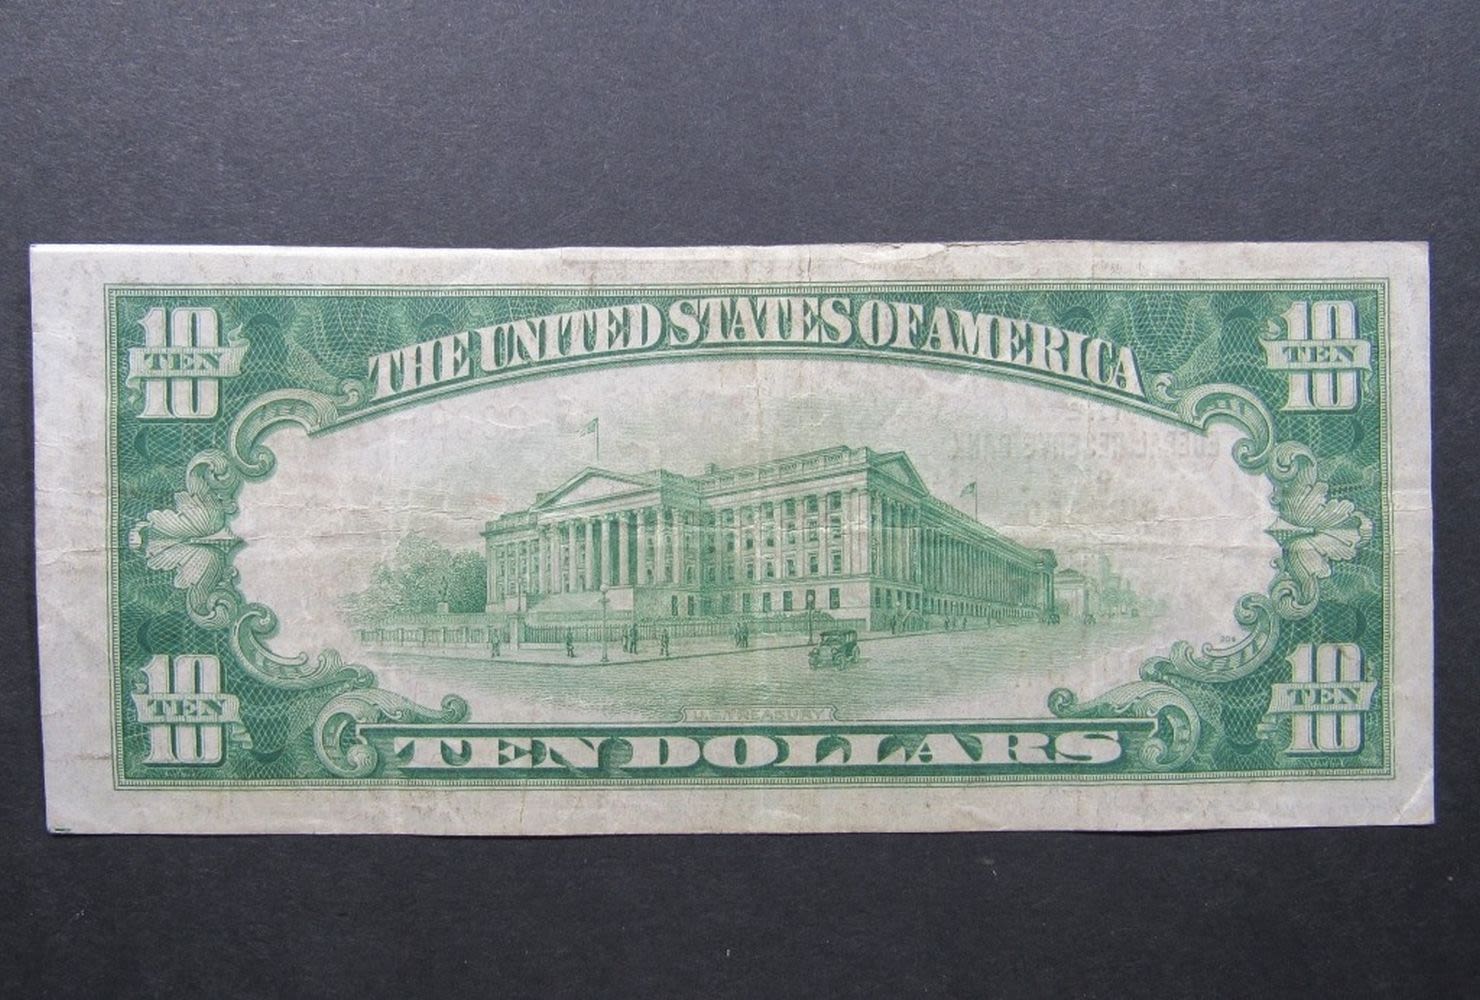 10 TEN 10
THE UNITED STATES OF AMERICA
10 TEN 10
U.S. TREASURY
TEN DOLLARS
10 TEN 10
10 TEN 10